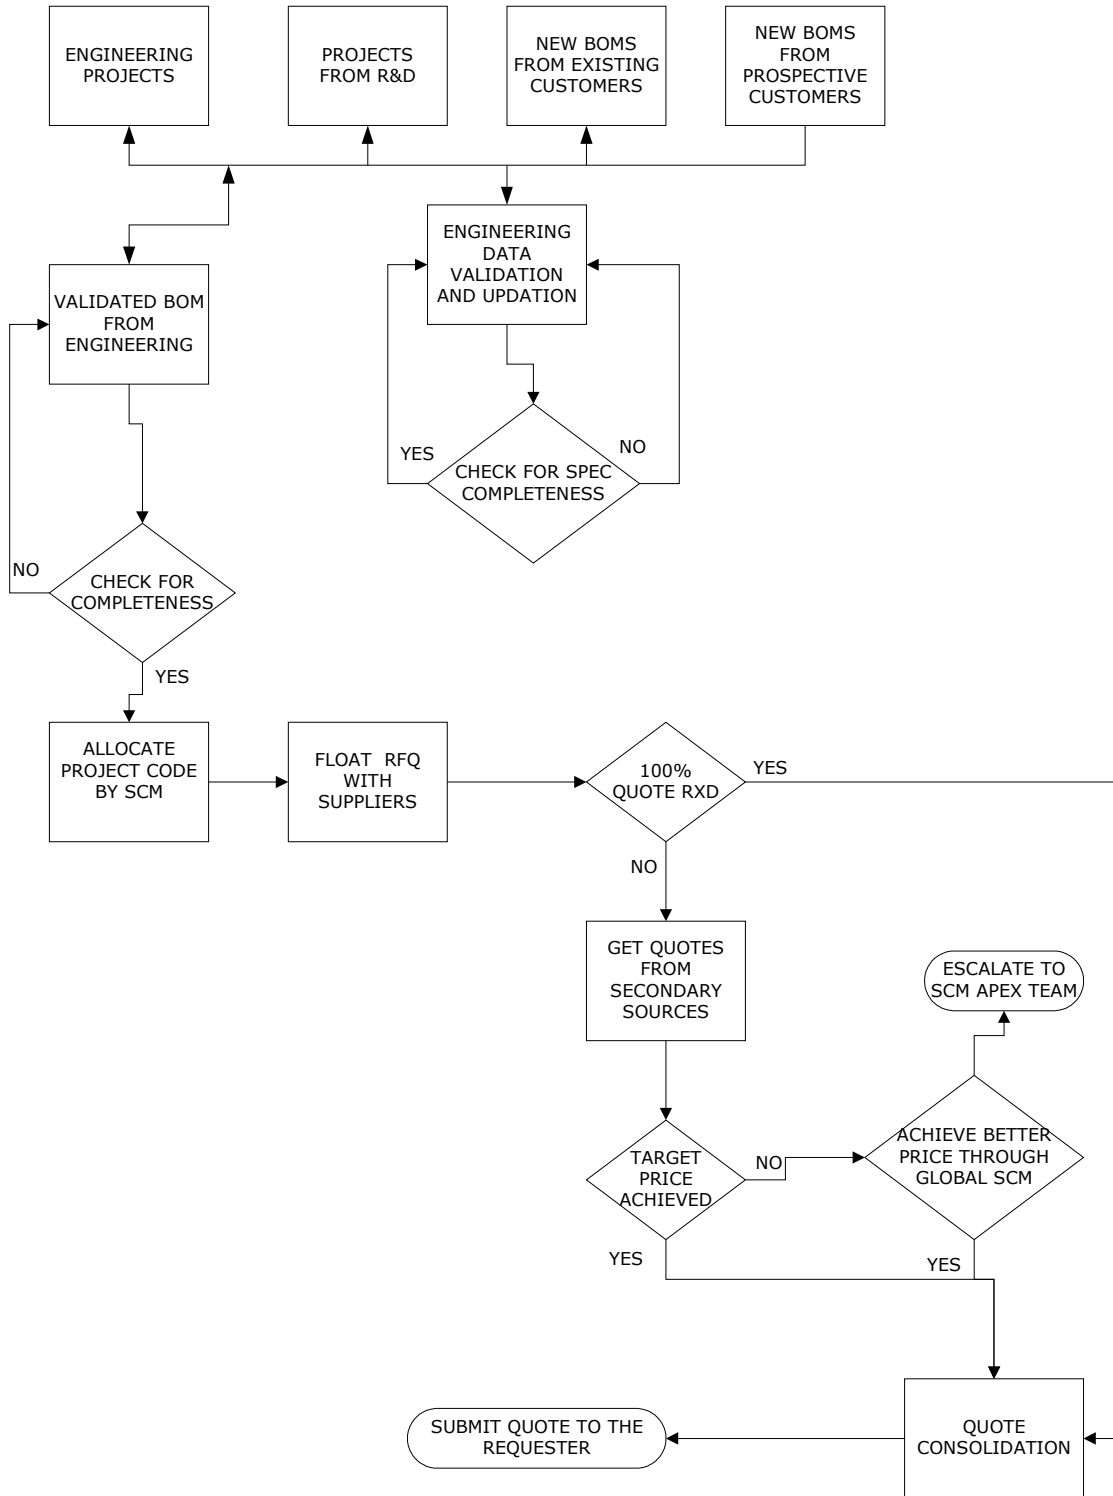 ENGINEERING
PROJECTS
PROJECTS
FROM R&D
NEW BOMS
FROM EXISTING
CUSTOMERS
NEW BOMS
FROM
PROSPECTIVE
CUSTOMERS
ENGINEERING
DATA
VALIDATION
AND UPDATION
VALIDATED BOM
FROM
ENGINEERING
YES
NO
CHECK FOR SPEC
COMPLETENESS
NO
CHECK FOR
COMPLETENESS
YES
ALLOCATE
PROJECT CODE
BY SCM
FLOAT RFQ
WITH
SUPPLIERS
100%
QUOTE RXD
YES
NO
GET QUOTES
FROM
SECONDARY
SOURCES
ESCALATE TO
SCM APEX TEAM
TARGET
PRICE
ACHIEVED
NO
ACHIEVE BETTER
PRICE THROUGH
GLOBAL SCM
YES
YES
SUBMIT QUOTE TO THE
REQUESTER
QUOTE
CONSOLIDATION